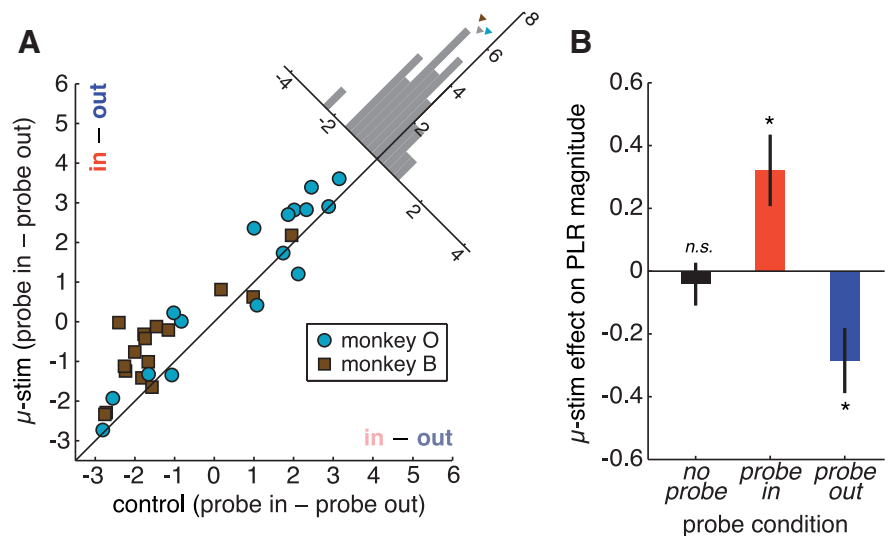 A
in – out
μ-stim (probe in – probe out)
6
5
4
3
2
1
0
-1
-2
-3
-3 -2 -1 0 1 2 3 4 5 6
control (probe in – probe out)
in – out
monkey O
monkey B
-4
-2
2
4
2
4
6
8
B
μ-stim effect on PLR magnitude
0.6
0.4
0.2
0
-0.2
-0.4
-0.6
n.s.
*
*
no probe probe
probe in out
probe condition